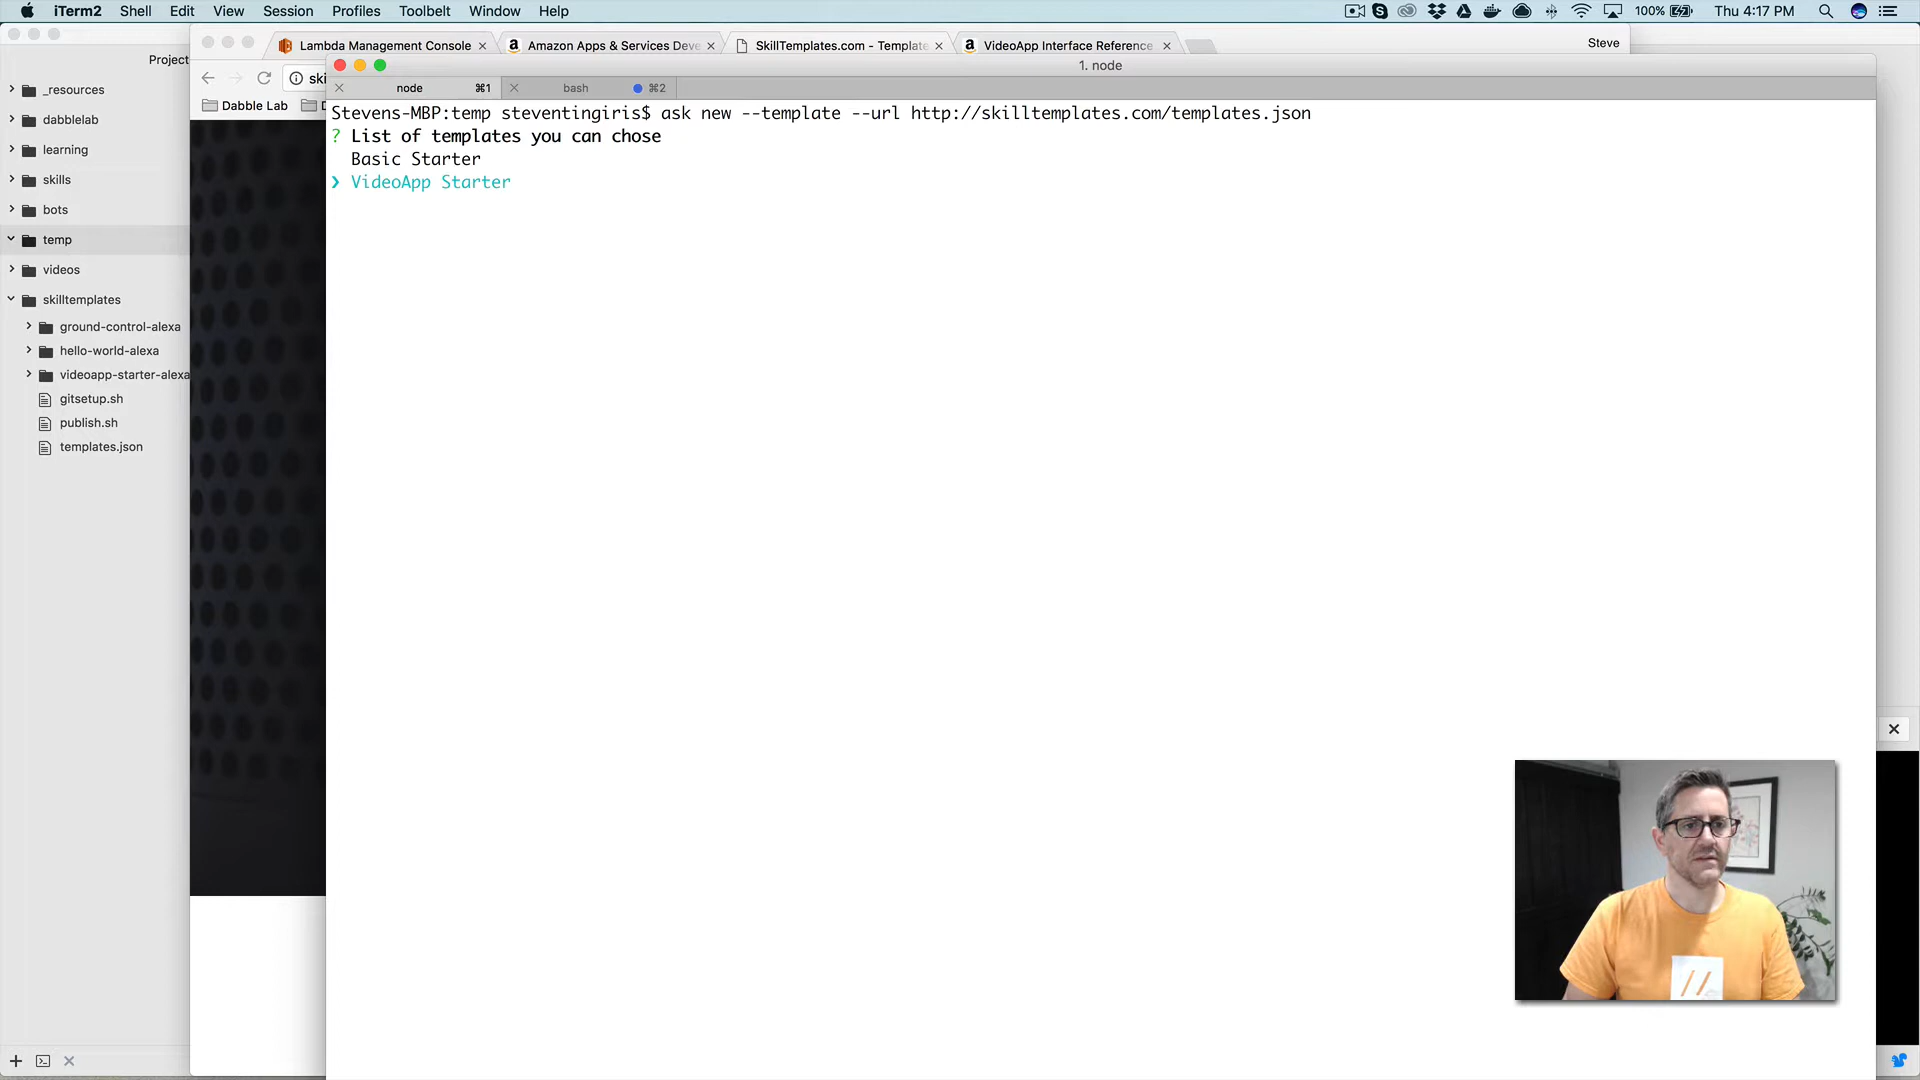 iTerm2 Shell Edit View Session Profiles Toolbelt Window Help 100% Thu 4:17 PM
Lambda Management Console Amazon Apps & Services Deve SkillTemplates.com - Template VideoApp Interface Reference Steve
Project
ski
Dabble Lab
1. node
node ⌘1 bash ⌘2
_resources
dabblelab
learning
skills
bots
temp
videos
skilltemplates
ground-control-alexa
hello-world-alexa
videoapp-starter-alexa
gitsetup.sh
publish.sh
templates.json
Stevens-MBP:temp steventingiris$ ask new --template --url http://skilltemplates.com/templates.json
? List of templates you can chose
Basic Starter
❯ VideoApp Starter
//